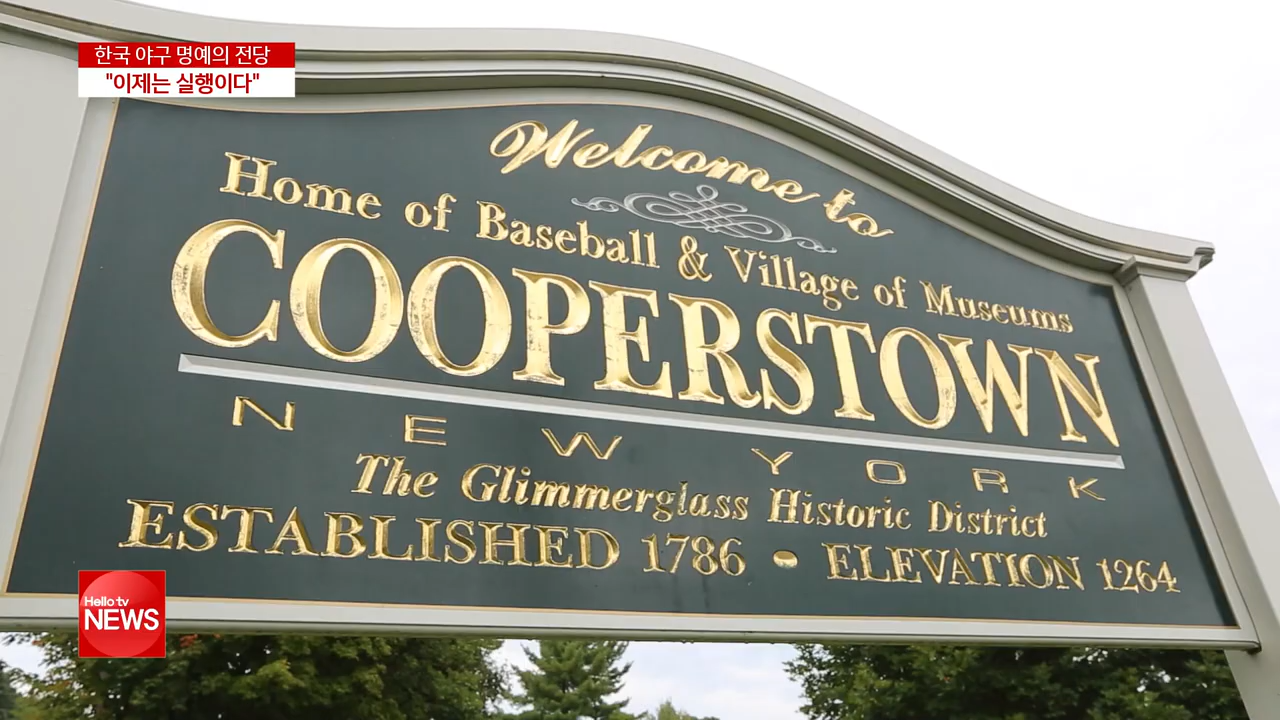 한국 야구 명예의 전당
"이제는 실행이다"
Welcome to
Home of Baseball & Village of Museums
COOPERSTOWN
NEW YORK
The Glimmerglass Historic District
ESTABLISHED 1786 • ELEVATION 1264
Hello tv
NEWS